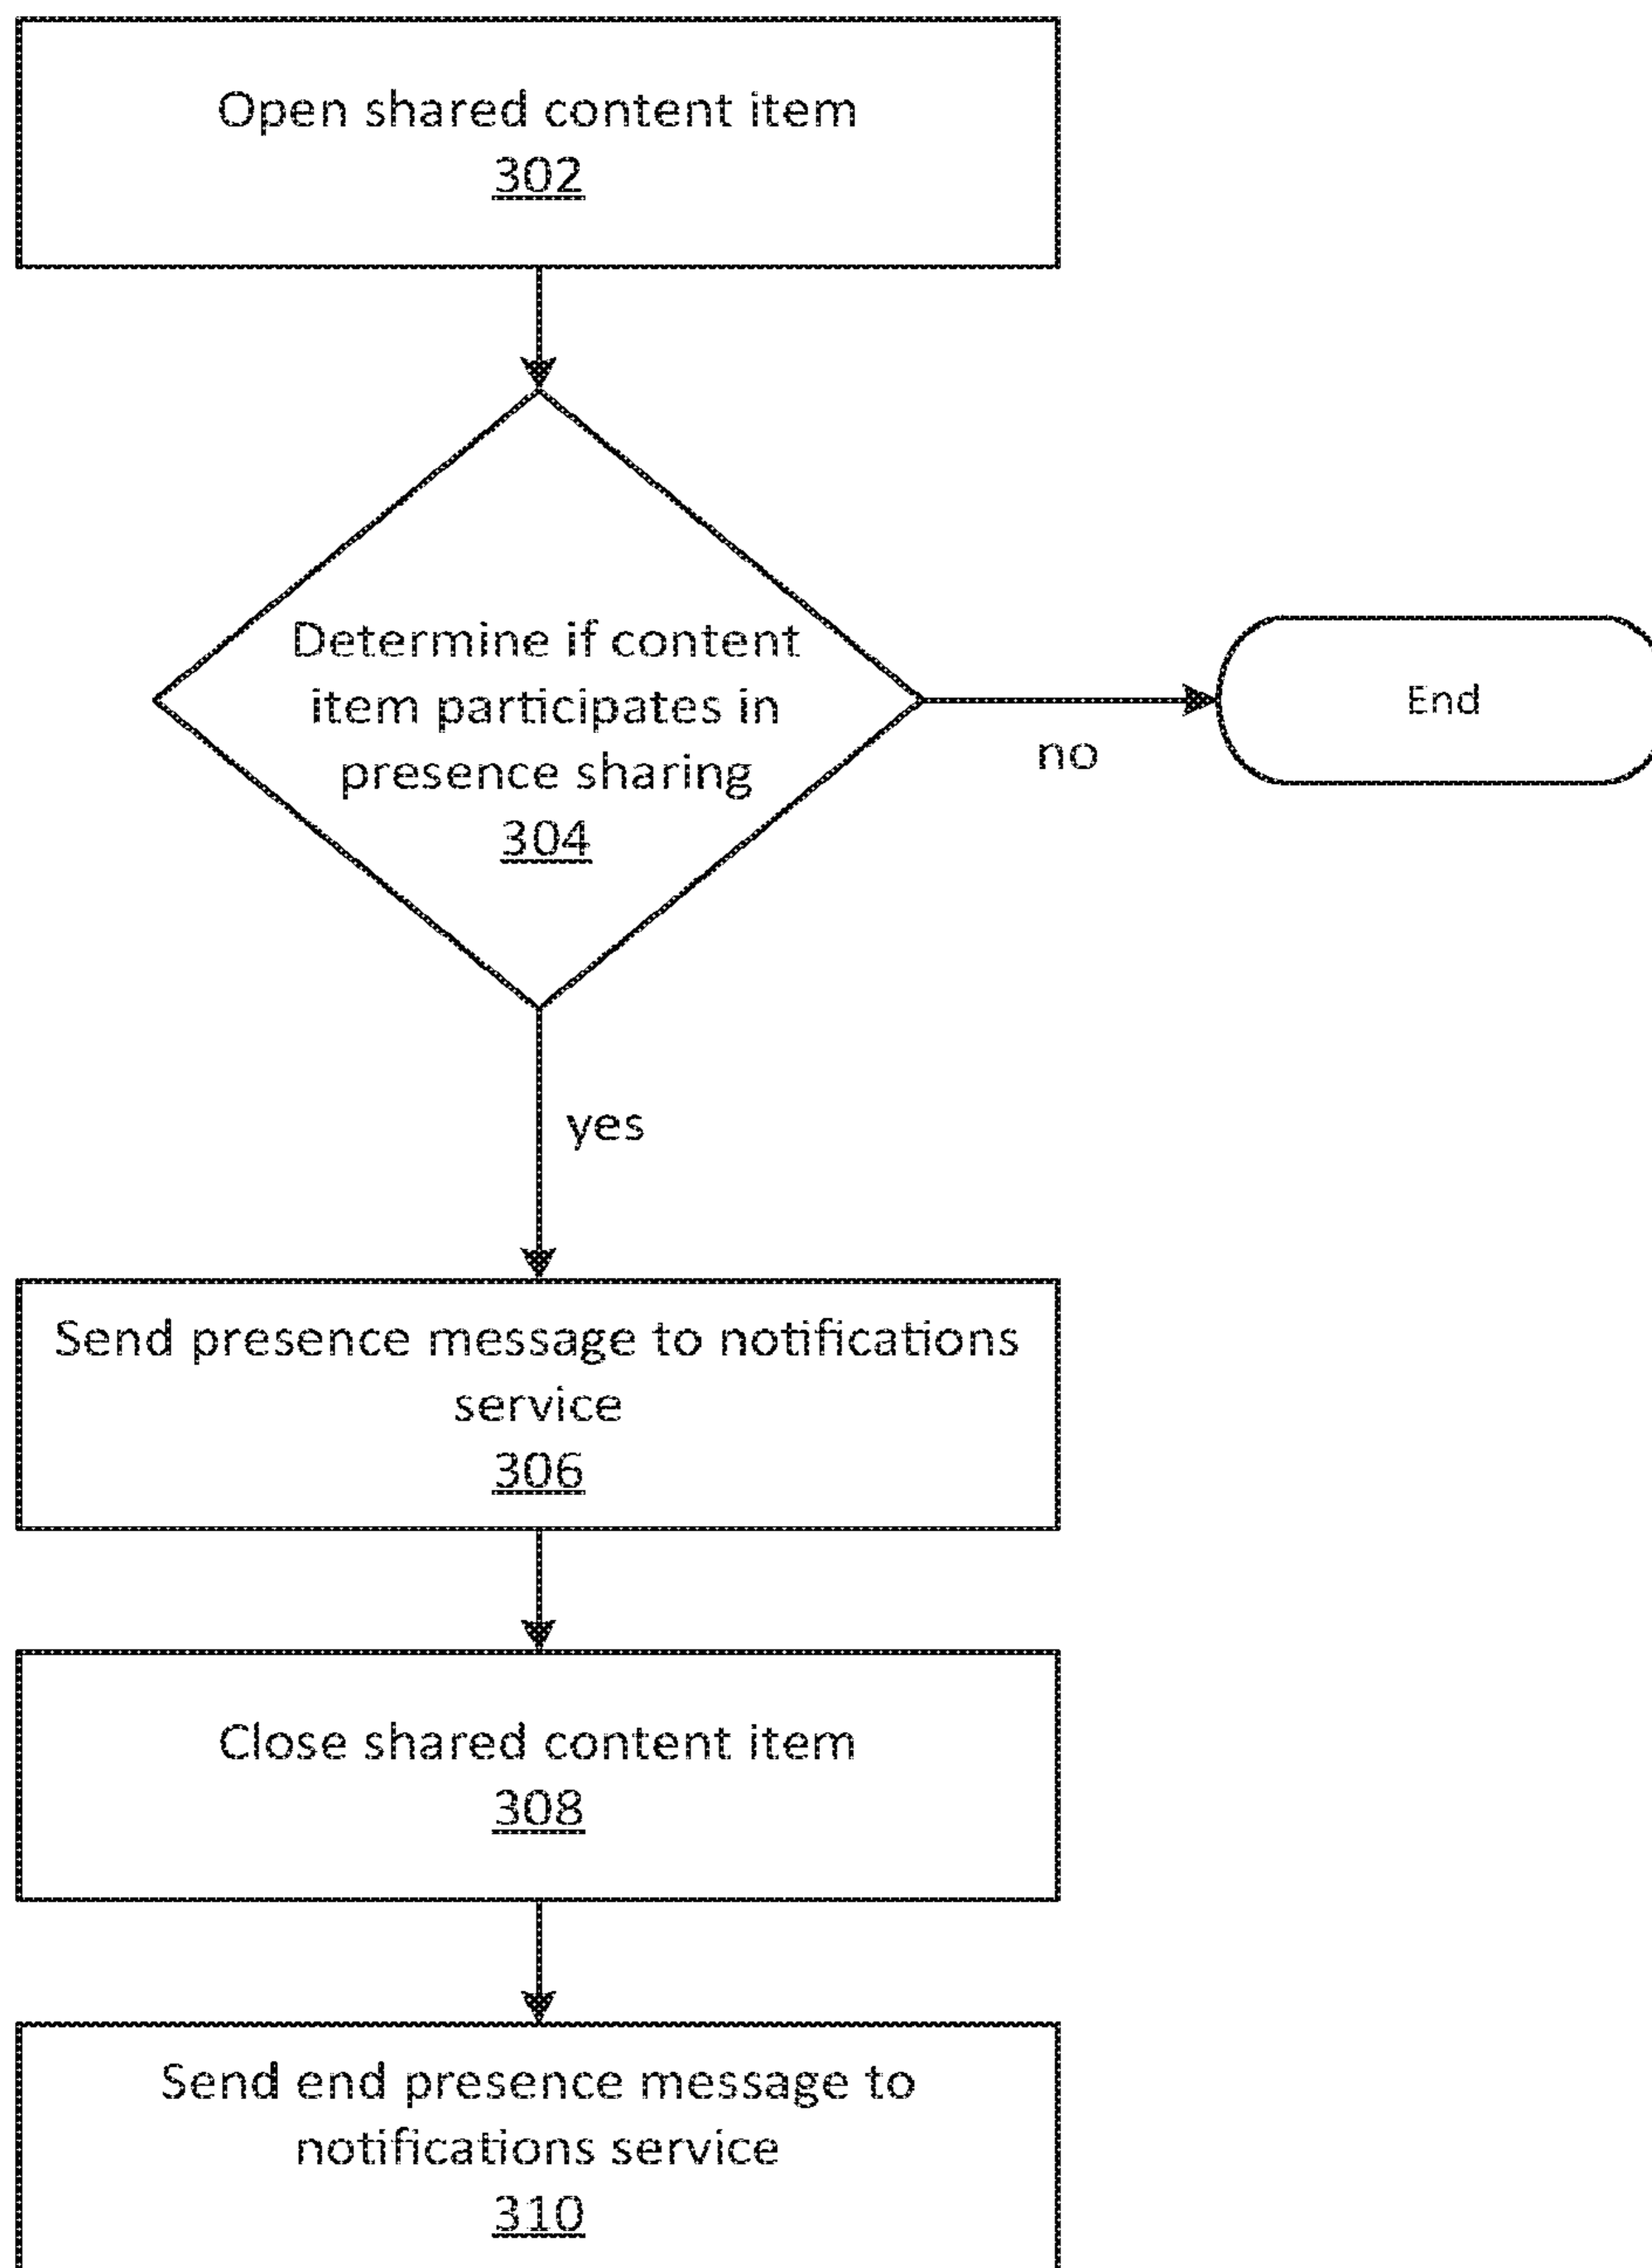 Open shared content item
302
Determine if content
item participates in
presence sharing
304
no
End
yes
Send presence message to notifications
service
306
Close shared content item
308
Send end presence message to
notifications service
310